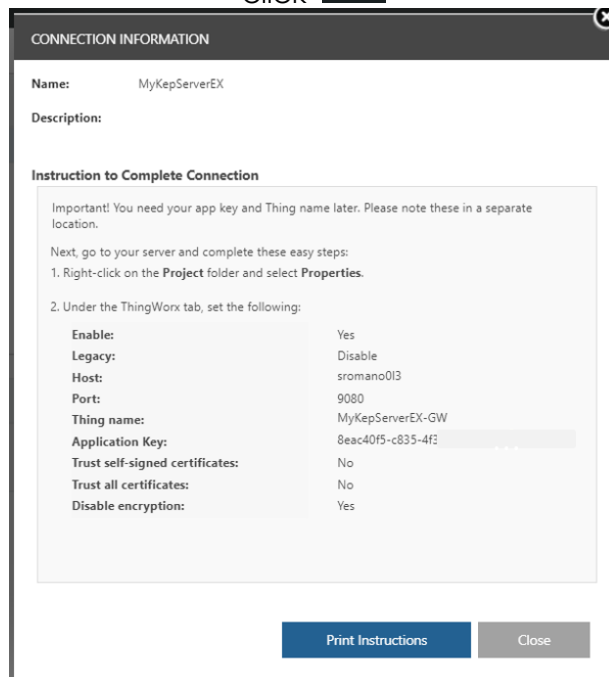 Click
CONNECTION INFORMATION
Name: MyKepServerEX
Description:
Instruction to Complete Connection
Important! You need your app key and Thing name later. Please note these in a separate
location.
Next, go to your server and complete these easy steps:
1. Right-click on the Project folder and select Properties.
2. Under the ThingWorx tab, set the following:
Enable: Yes
Legacy: Disable
Host: sromano0l3
Port: 9080
Thing name: MyKepServerEX-GW
Application Key: 8eac40f5-c835-4f3
Trust self-signed certificates: No
Trust all certificates: No
Disable encryption: Yes
Print Instructions Close